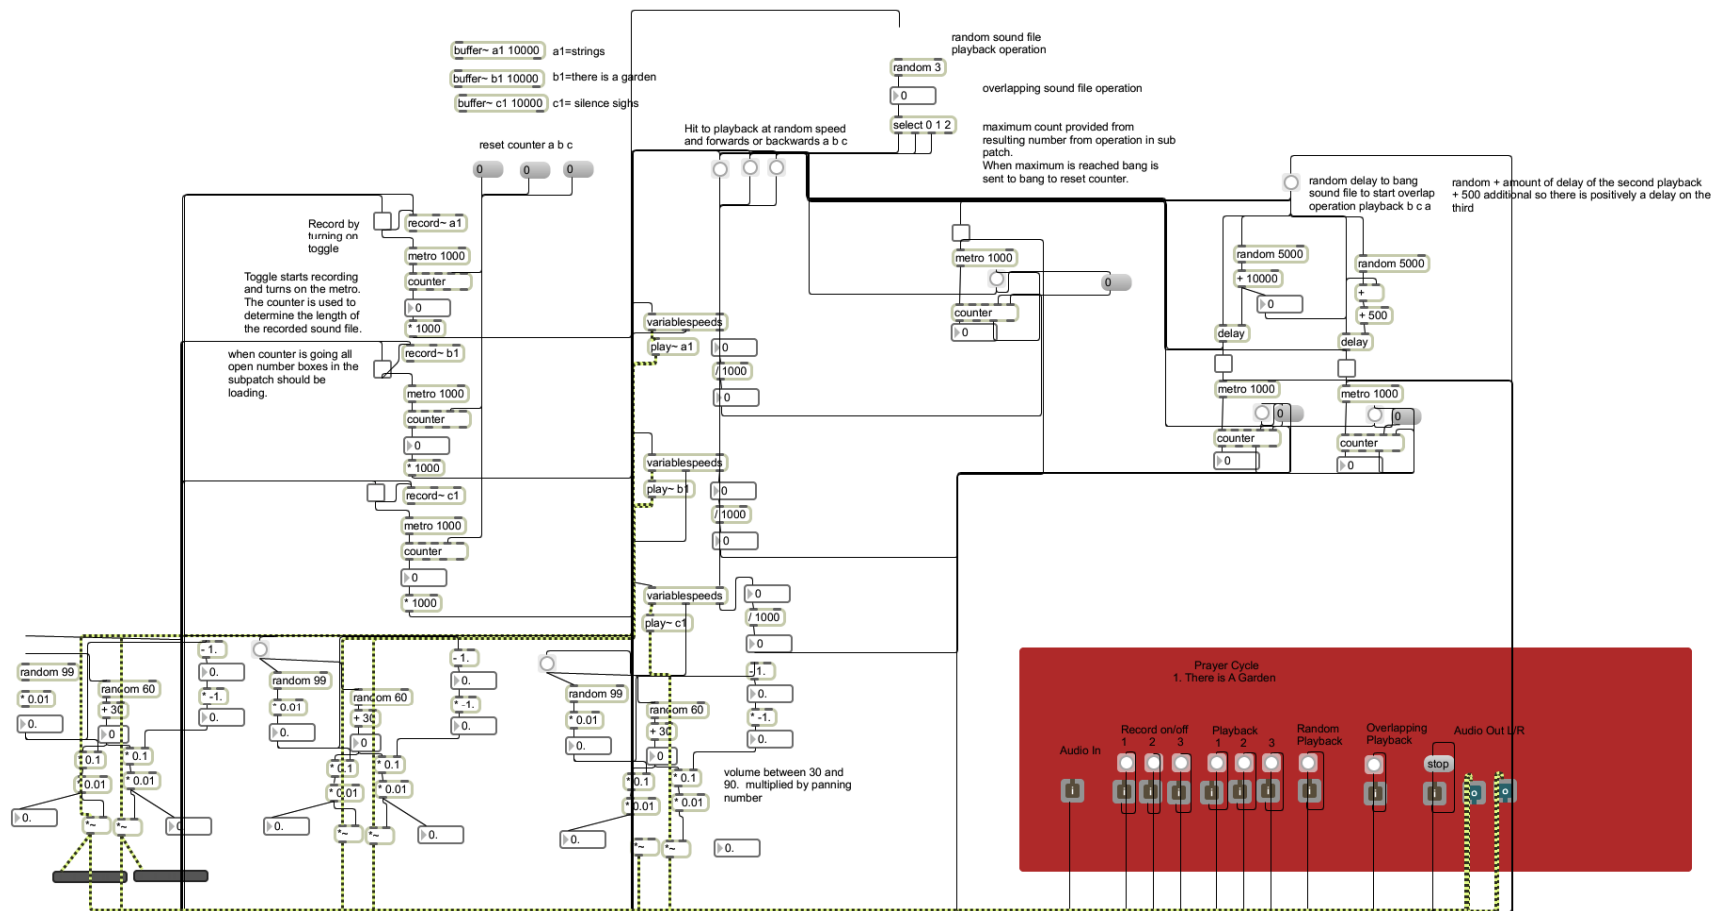 buffer~ a1 10000
a1=strings
buffer~ b1 10000
b1=there is a garden
buffer~ c1 10000
c1= silence sighs
random sound file
playback operation
random 3
0
overlapping sound file operation
select 0 1 2
maximum count provided from
resulting number from operation in sub
patch.
When maximum is reached bang is
sent to bang to reset counter.
Hit to playback at random speed
and forwards or backwards a b c
reset counter a b c
0
0
0
random delay to bang
sound file to start overlap
operation playback b c a
random + amount of delay of the second playback
+ 500 additional so there is positively a delay on the
third
Record by
turning on
toggle
record~ a1
metro 1000
counter
0
* 1000
Toggle starts recording
and turns on the metro.
The counter is used to
determine the length of
the recorded sound file.
when counter is going all
open number boxes in the
subpatch should be
loading.
record~ b1
metro 1000
counter
0
* 1000
record~ c1
metro 1000
counter
0
* 1000
variablespeeds
play~ a1
0
/ 1000
0
variablespeeds
play~ b1
0
/ 1000
0
variablespeeds
play~ c1
0
/ 1000
0
metro 1000
0
counter
0
random 5000
+ 10000
0
delay
random 5000
+
+ 500
delay
metro 1000
0
counter
0
metro 1000
0
counter
0
random 99
* 0.01
0.
random 60
+ 30
0
* 0.1
* 0.01
* 0.1
* 0.01
- 1.
0.
* -1.
0.
0.
*~
*~
0.
random 99
* 0.01
0.
random 60
+ 30
0
* 0.1
* 0.01
* 0.1
* 0.01
- 1.
0.
* -1.
0.
0.
*~
*~
0.
random 99
* 0.01
0.
random 60
+ 30
0
* 0.1
* 0.01
* 0.1
* 0.01
- 1.
0.
* -1.
0.
0.
*~
*~
0.
volume between 30 and
90. multiplied by panning
number
Prayer Cycle
1. There is A Garden
Audio In
Record on/off
1 2 3
Playback
1 2 3
Random
Playback
Overlapping
Playback
Audio Out L/R
stop
i
i
i
i
i
i
i
i
i
i
o
o